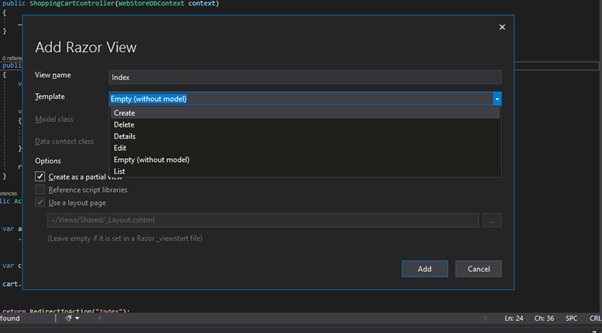 public ShoppingCartController(WebStoreDbContext context)
{
}
Add Razor View
0 refere
publi
{
View name
Index
Template
Empty (without model)
Model class
Create
Delete
Data context class
Details
Edit
Options
Empty (without model)
List
Create as a partial view
Reference script libraries
erences
Use a layout page
lic Ac
~/Views/Shared/_Layout.cshtml
...
(Leave empty if it is set in a Razor _viewstart file)
var a
var c
Add
Cancel
cart.
return RedirectToAction("Index");
found
Ln: 24
Ch: 36
SPC
CRL